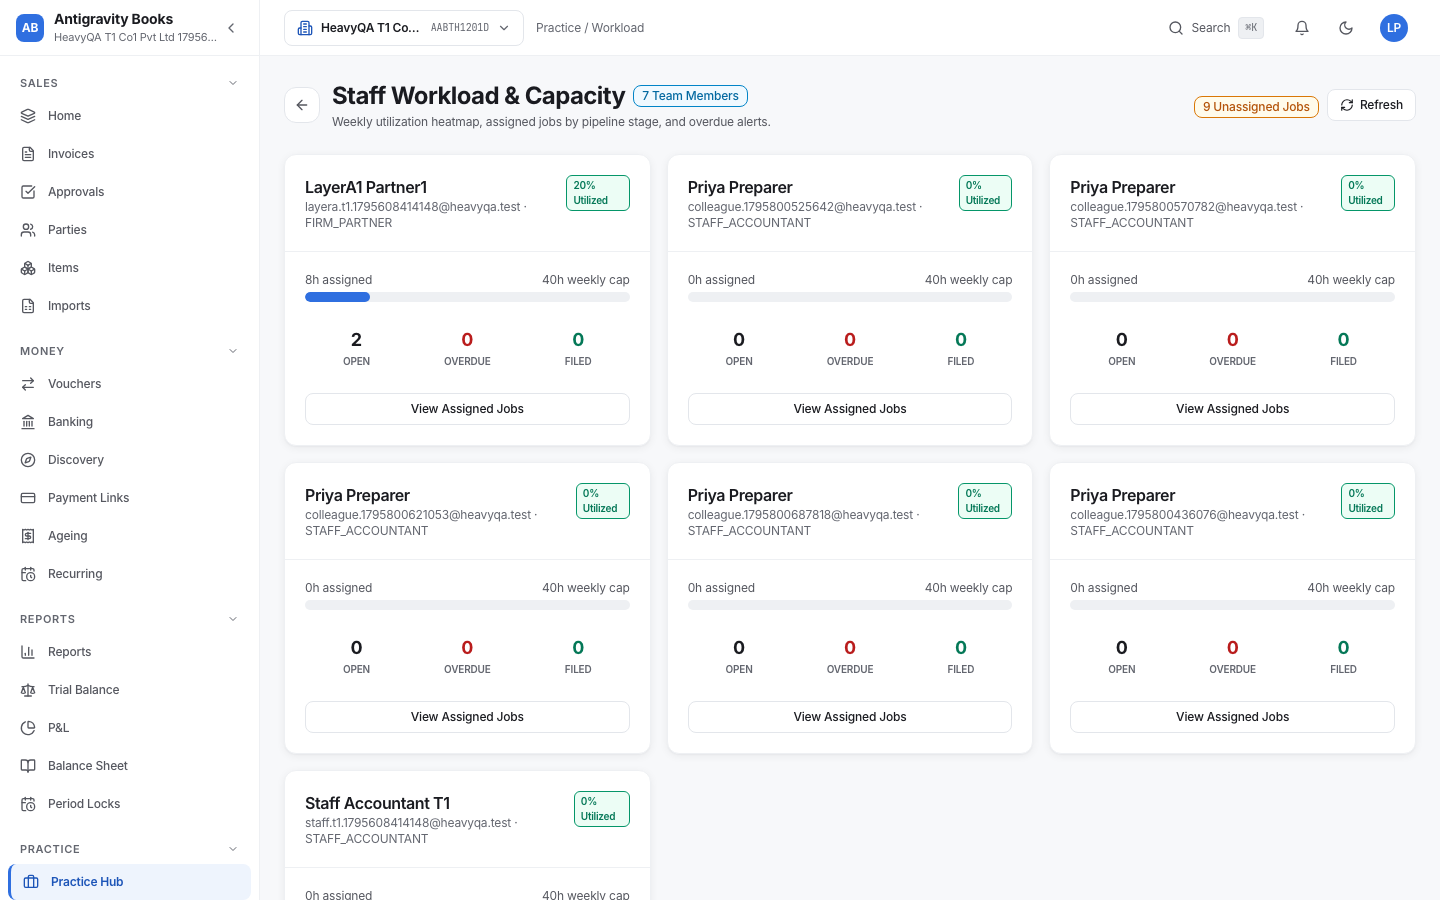 AB
Antigravity Books
HeavyQA T1 Co1 Pvt Ltd 17956...
HeavyQA T1 Co...
AABTH1201D
Practice / Workload
Search
⌘K
LP
SALES
Home
Invoices
Approvals
Parties
Items
Imports
MONEY
Vouchers
Banking
Discovery
Payment Links
Ageing
Recurring
REPORTS
Reports
Trial Balance
P&L
Balance Sheet
Period Locks
PRACTICE
Practice Hub
Staff Workload & Capacity
7 Team Members
Weekly utilization heatmap, assigned jobs by pipeline stage, and overdue alerts.
9 Unassigned Jobs
Refresh
LayerA1 Partner1
layera.t1.1795608414148@heavyqa.test ·
FIRM_PARTNER
20%
Utilized
8h assigned
40h weekly cap
2
0
0
OPEN
OVERDUE
FILED
View Assigned Jobs
Priya Preparer
colleague.1795800525642@heavyqa.test ·
STAFF_ACCOUNTANT
0%
Utilized
0h assigned
40h weekly cap
0
0
0
OPEN
OVERDUE
FILED
View Assigned Jobs
Priya Preparer
colleague.1795800570782@heavyqa.test ·
STAFF_ACCOUNTANT
0%
Utilized
0h assigned
40h weekly cap
0
0
0
OPEN
OVERDUE
FILED
View Assigned Jobs
Priya Preparer
colleague.1795800621053@heavyqa.test ·
STAFF_ACCOUNTANT
0%
Utilized
0h assigned
40h weekly cap
0
0
0
OPEN
OVERDUE
FILED
View Assigned Jobs
Priya Preparer
colleague.1795800687818@heavyqa.test ·
STAFF_ACCOUNTANT
0%
Utilized
0h assigned
40h weekly cap
0
0
0
OPEN
OVERDUE
FILED
View Assigned Jobs
Priya Preparer
colleague.1795800436076@heavyqa.test ·
STAFF_ACCOUNTANT
0%
Utilized
0h assigned
40h weekly cap
0
0
0
OPEN
OVERDUE
FILED
View Assigned Jobs
Staff Accountant T1
staff.t1.1795608414148@heavyqa.test ·
STAFF_ACCOUNTANT
0%
Utilized
0h assigned
40h weekly cap